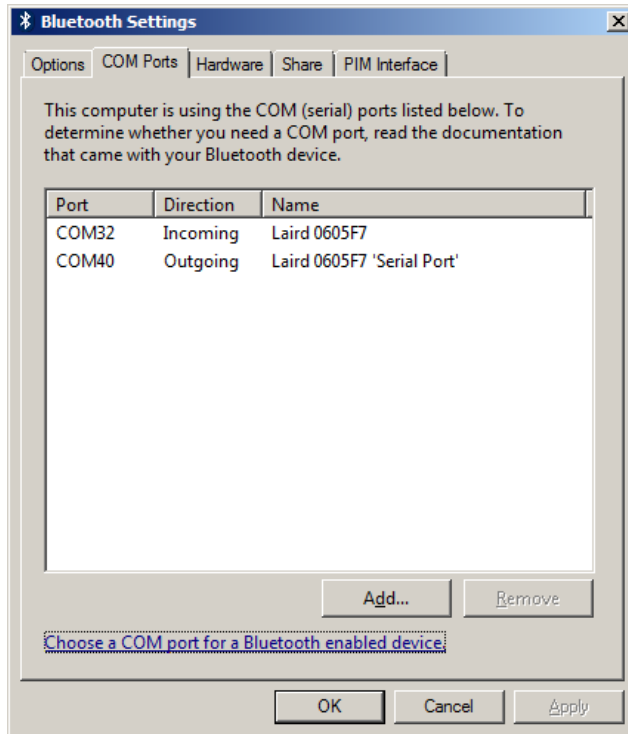 Bluetooth Settings
Options COM Ports Hardware Share PIM Interface
This computer is using the COM (serial) ports listed below. To
determine whether you need a COM port, read the documentation
that came with your Bluetooth device.
Port Direction Name
COM32 Incoming Laird 0605F7
COM40 Outgoing Laird 0605F7 'Serial Port'
Add... Remove
Choose a COM port for a Bluetooth enabled device.
OK Cancel Apply